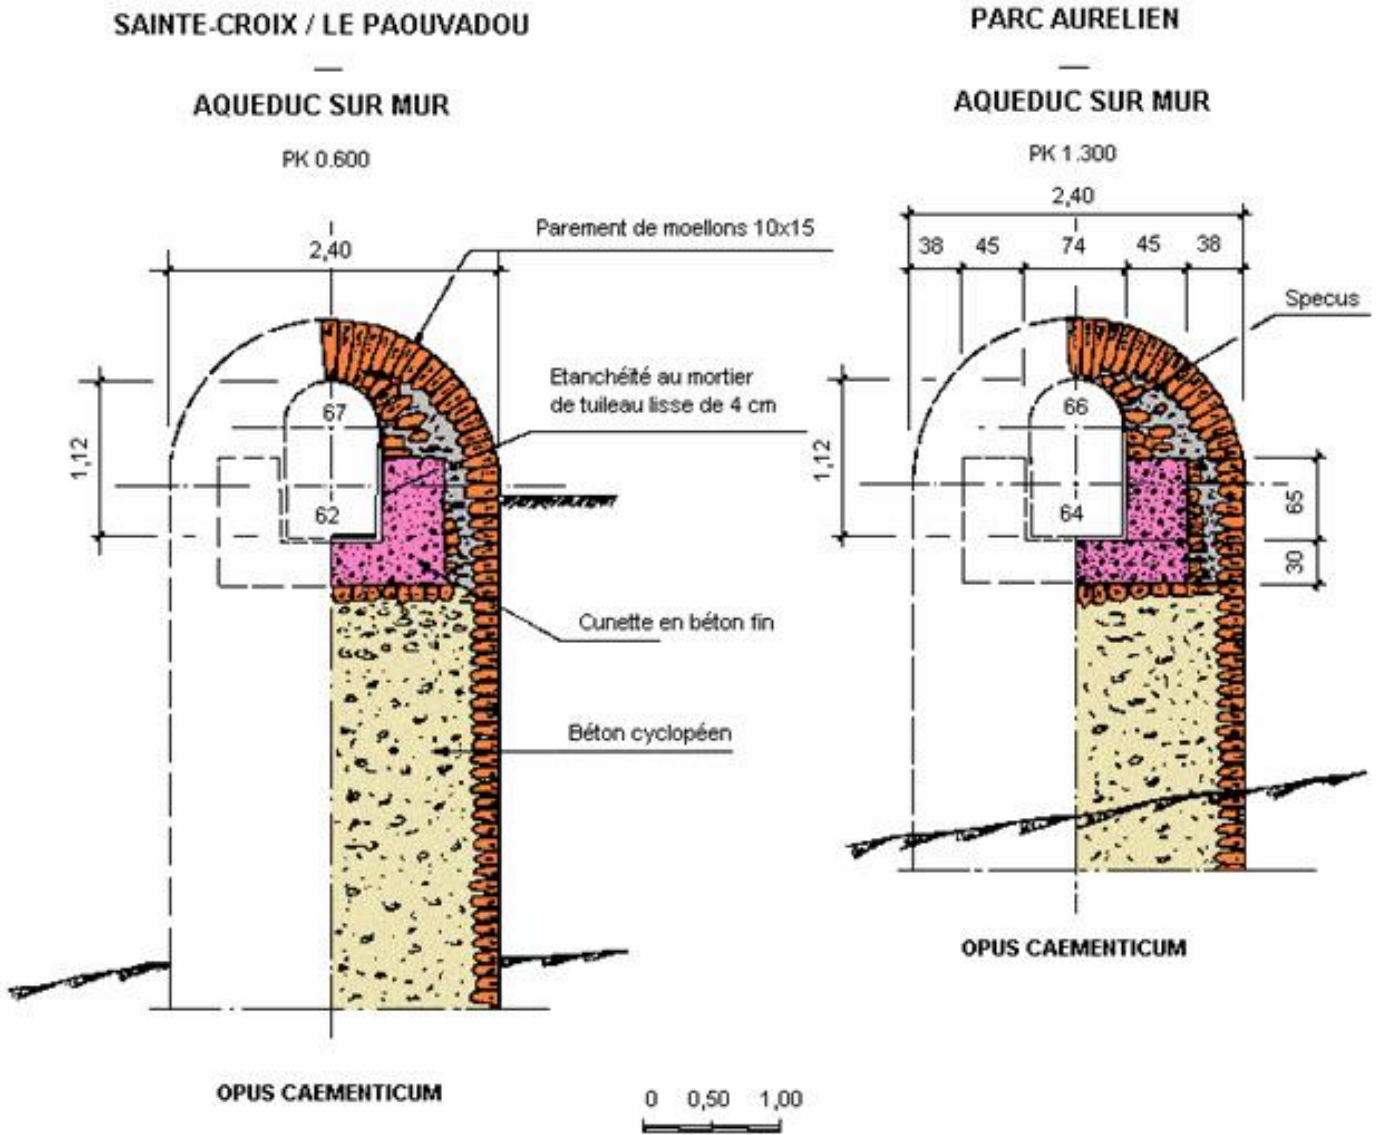 SAINTE-CROIX / LE PAOUVADOU
AQUEDUC SUR MUR
PK 0.600
2,40
Parement de moellons 10x15
Etanchéité au mortier
de tuileau lisse de 4 cm
67
1,12
62
Cunette en béton fin
Béton cyclopéen
OPUS CAEMENTICUM
0 0,50 1,00
PARC AURELIEN
AQUEDUC SUR MUR
PK 1.300
2,40
38 45 74 45 38
Specus
66
1,12
64
65
30
OPUS CAEMENTICUM